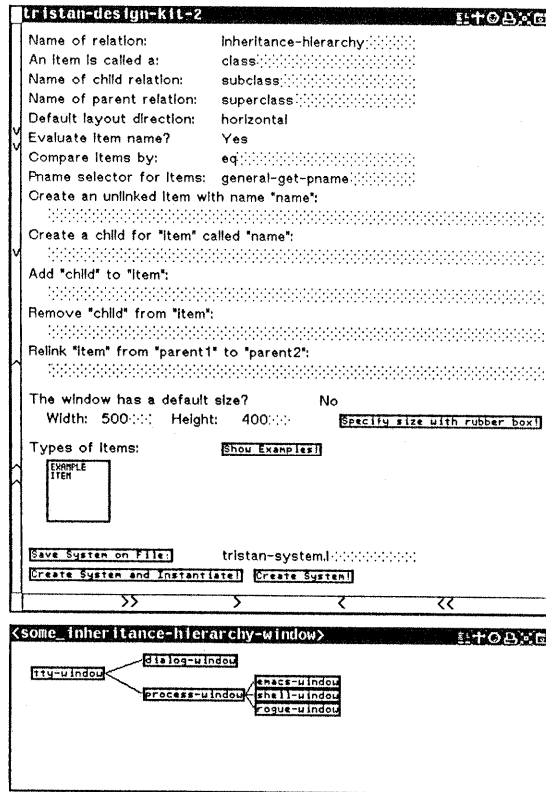 tristan-design-kit-2
Name of relation: inheritance-hierarchy
An item is called a: class
Name of child relation: subclass
Name of parent relation: superclass
Default layout direction: horizontal
Evaluate item name? Yes
Compare items by: eq
Pname selector for items: general-get-pname
Create an unlinked item with name "name":
Create a child for "item" called "name":
Add "child" to "item":
Remove "child" from "item":
Relink "item" from "parent1" to "parent2":
The window has a default size? No
Width: 500 Height: 400 Specify size with rubber box!
Types of items: Show Examples!
EXAMPLE
ITEM
Save System on File: tristan-system.l
Create System and Instantiate! Create System!
>> > < <<
<some_inheritance-hierarchy-window>
dialog-window
tty-window
process-window
emacs-window
shell-window
rogue-window